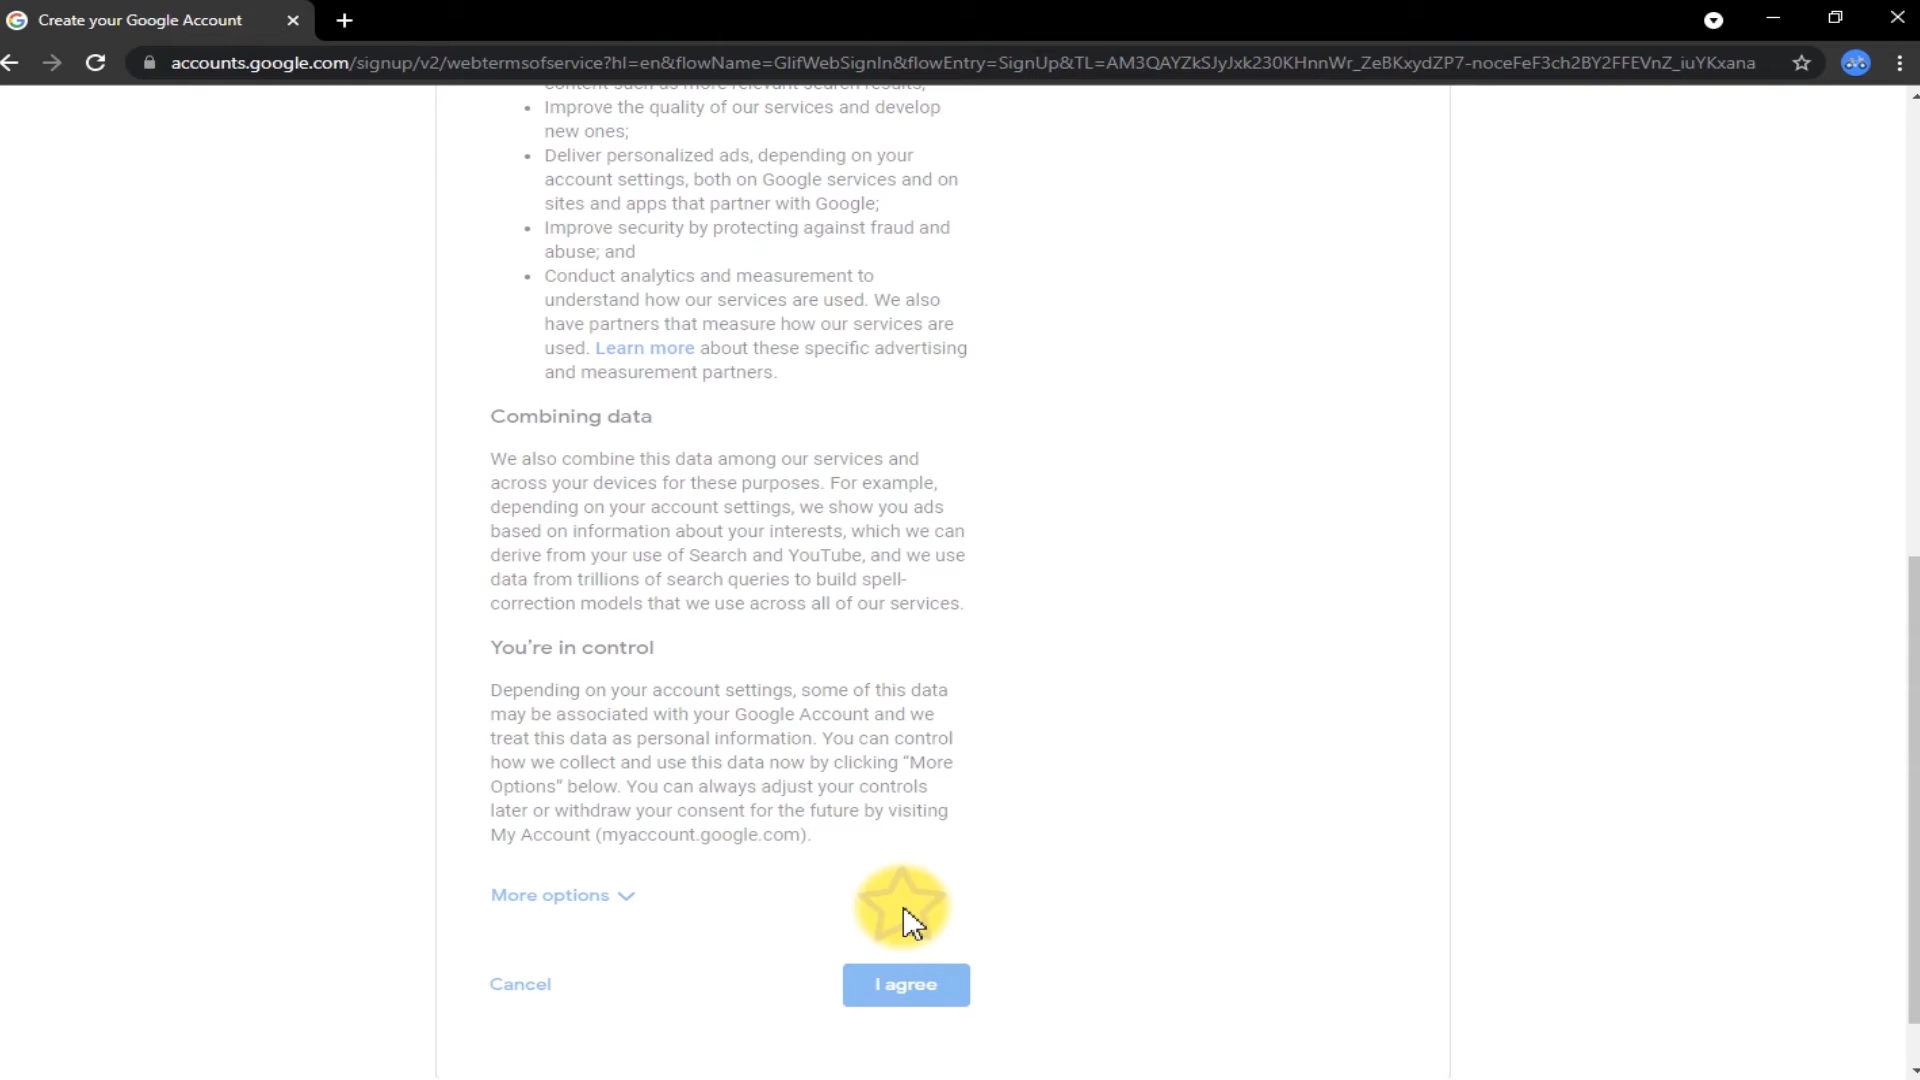 Create your Google Account
accounts.google.com/signup/v2/webtermsofservice?hl=en&flowName=GlifWebSignIn&flowEntry=SignUp&TL=AM3QAYZkSJyJxk230KHnnWr_ZeBKxydZP7-noceFeF3ch2BY2FFEVnZ_iuYKxana
content such as more relevant search results;
• Improve the quality of our services and develop
new ones;
• Deliver personalized ads, depending on your
account settings, both on Google services and on
sites and apps that partner with Google;
• Improve security by protecting against fraud and
abuse; and
• Conduct analytics and measurement to
understand how our services are used. We also
have partners that measure how our services are
used. Learn more about these specific advertising
and measurement partners.
Combining data
We also combine this data among our services and
across your devices for these purposes. For example,
depending on your account settings, we show you ads
based on information about your interests, which we can
derive from your use of Search and YouTube, and we use
data from trillions of search queries to build spell-
correction models that we use across all of our services.
You're in control
Depending on your account settings, some of this data
may be associated with your Google Account and we
treat this data as personal information. You can control
how we collect and use this data now by clicking “More
Options” below. You can always adjust your controls
later or withdraw your consent for the future by visiting
My Account (myaccount.google.com).
More options
Cancel
I agree